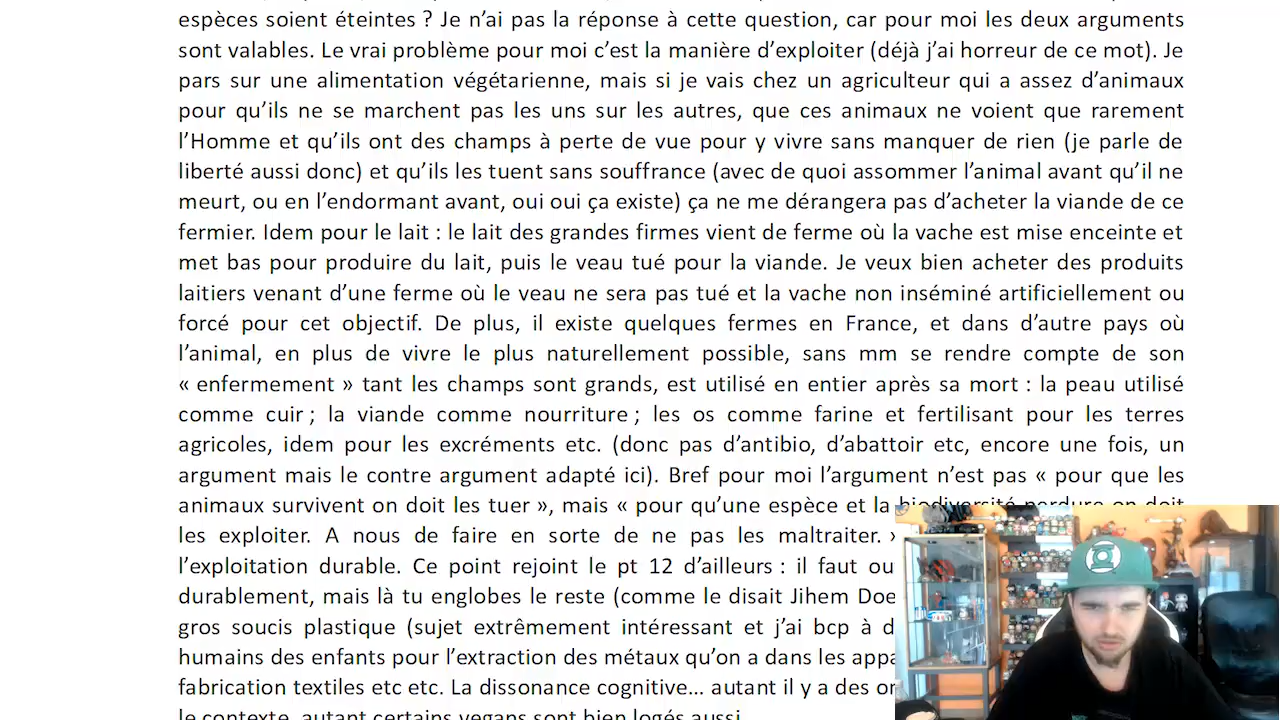 espèces soient éteintes ? Je n’ai pas la réponse à cette question, car pour moi les deux arguments
sont valables. Le vrai problème pour moi c’est la manière d’exploiter (déjà j’ai horreur de ce mot). Je
pars sur une alimentation végétarienne, mais si je vais chez un agriculteur qui a assez d’animaux
pour qu’ils ne se marchent pas les uns sur les autres, que ces animaux ne voient que rarement
l’Homme et qu’ils ont des champs à perte de vue pour y vivre sans manquer de rien (je parle de
liberté aussi donc) et qu’ils les tuent sans souffrance (avec de quoi assommer l’animal avant qu’il ne
meurt, ou en l’endormant avant, oui oui ça existe) ça ne me dérangera pas d’acheter la viande de ce
fermier. Idem pour le lait : le lait des grandes firmes vient de ferme où la vache est mise enceinte et
met bas pour produire du lait, puis le veau tué pour la viande. Je veux bien acheter des produits
laitiers venant d’une ferme où le veau ne sera pas tué et la vache non inséminé artificiellement ou
forcé pour cet objectif. De plus, il existe quelques fermes en France, et dans d’autre pays où
l’animal, en plus de vivre le plus naturellement possible, sans mm se rendre compte de son
« enfermement » tant les champs sont grands, est utilisé en entier après sa mort : la peau utilisé
comme cuir ; la viande comme nourriture ; les os comme farine et fertilisant pour les terres
agricoles, idem pour les excréments etc. (donc pas d’antibio, d’abattoir etc, encore une fois, un
argument mais le contre argument adapté ici). Bref pour moi l’argument n’est pas « pour que les
animaux survivent on doit les tuer », mais « pour qu’une espèce et la biodiversité perdure on doit
les exploiter. A nous de faire en sorte de ne pas les maltraiter. »
l’exploitation durable. Ce point rejoint le pt 12 d’ailleurs : il faut ou
durablement, mais là tu englobes le reste (comme le disait Jihem Doe
gros soucis plastique (sujet extrêmement intéressant et j’ai bcp à d
humains des enfants pour l’extraction des métaux qu’on a dans les appa
fabrication textiles etc etc. La dissonance cognitive… autant il y a des
le contexte, autant certains vegans sont bien logés aussi